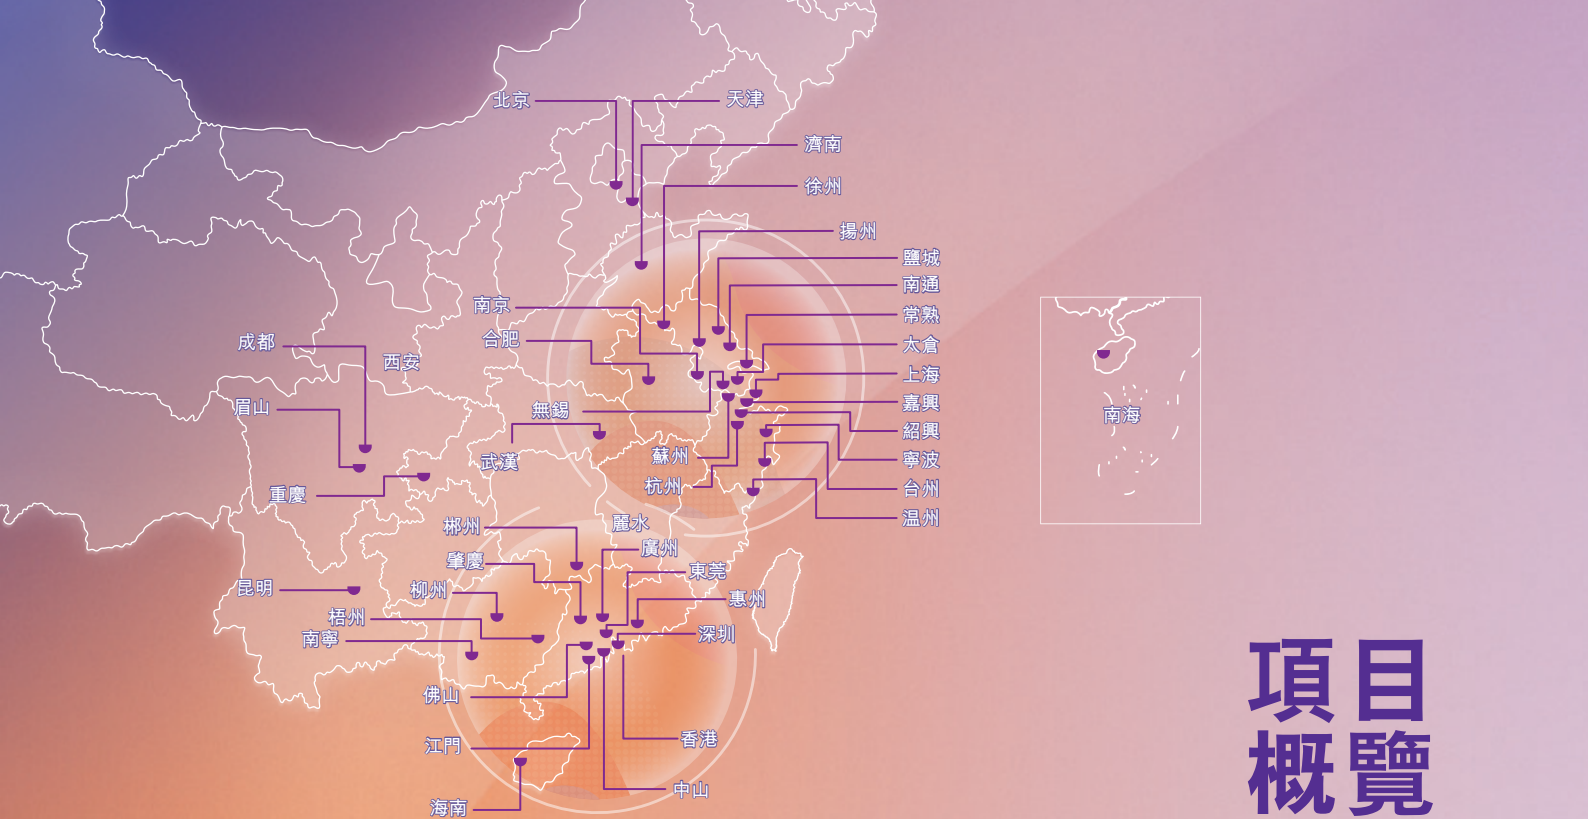 北京
天津
濟南
徐州
揚州
鹽城
南通
南京
常熟
合肥
成都
太倉
西安
上海
嘉興
眉山
無錫
南海
紹興
蘇州
武漢
寧波
杭州
台州
重慶
温州
郴州
麗水
廣州
肇慶
東莞
昆明
柳州
惠州
梧州
深圳
南寧
佛山
香港
江門
中山
海南
項目
概覽